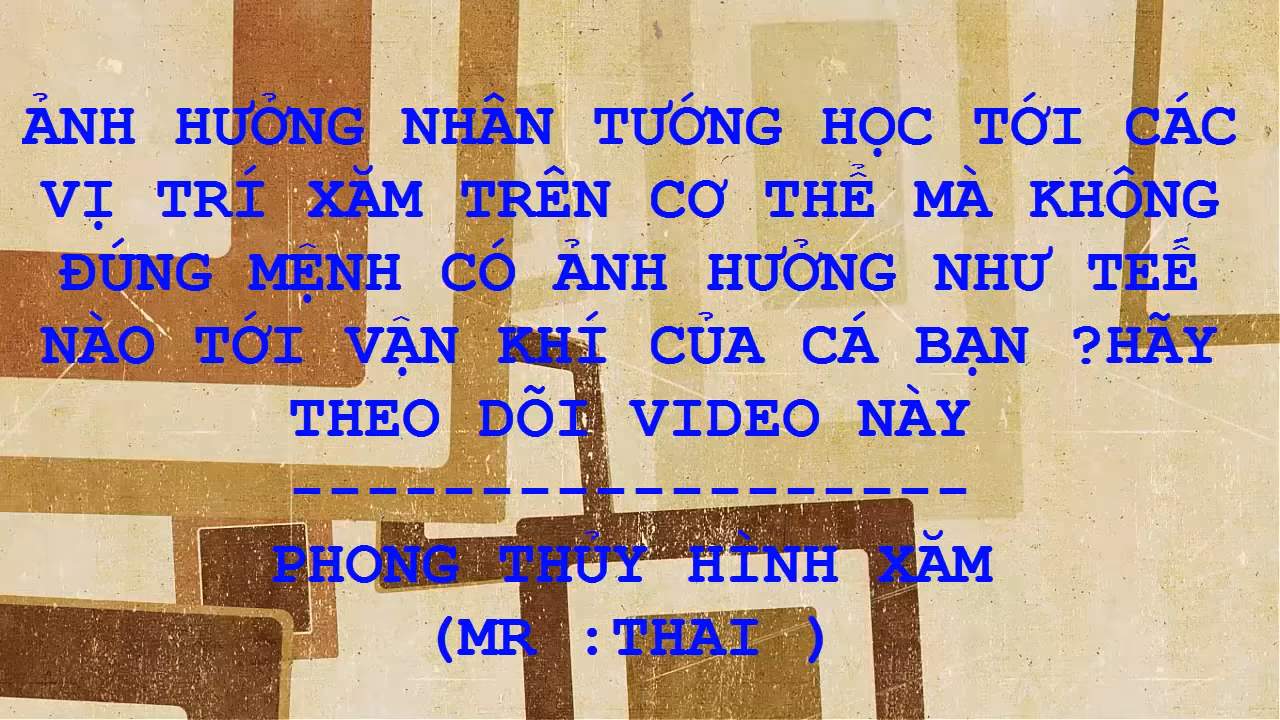 ẢNH HƯỞNG NHÂN TƯỚNG HỌC TỚI CÁC
VỊ TRÍ XĂM TRÊN CƠ THỂ MÀ KHÔNG
ĐÚNG MỆNH CÓ ẢNH HƯỞNG NHƯ TEẾ
NÀO TỚI VẬN KHÍ CỦA CÁ BẠN ?HÃY
THEO DÕI VIDEO NÀY
------------------
PHONG THỦY HÌNH XĂM
(MR :THAI )